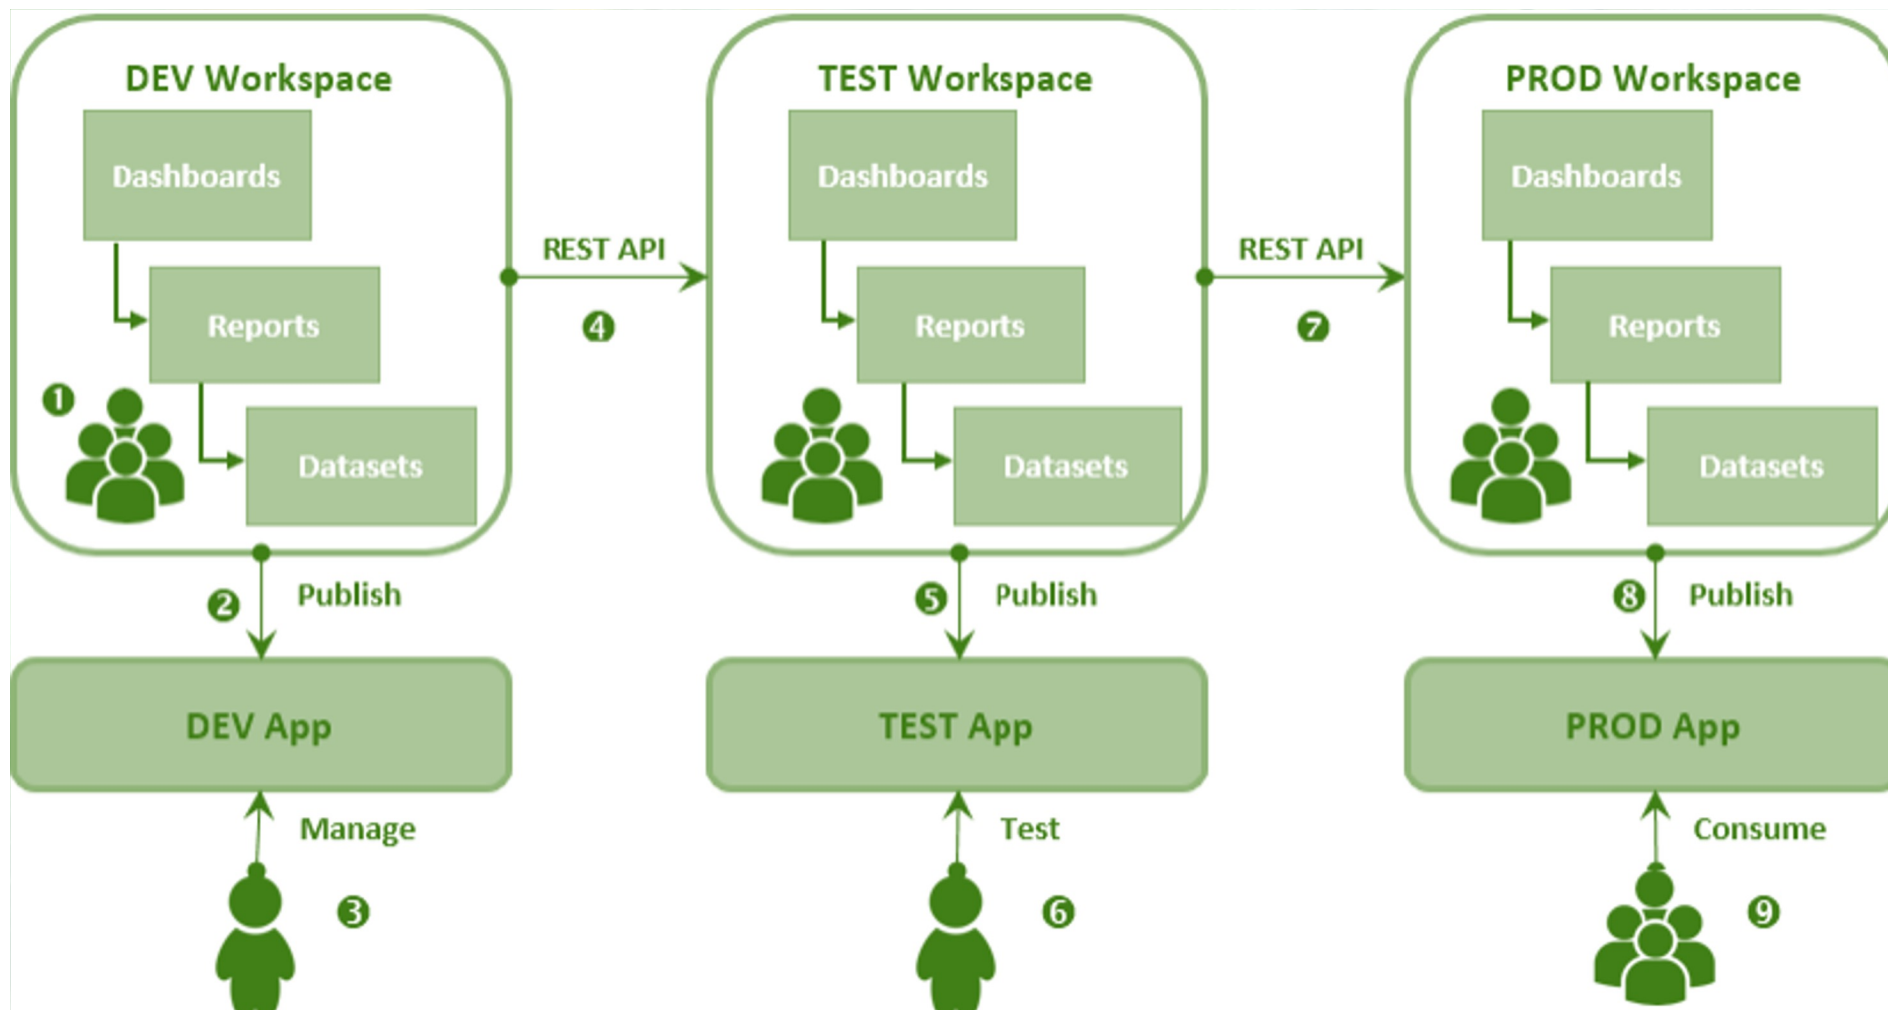 DEV Workspace
Dashboards
Reports
1
Datasets
2
Publish
DEV App
Manage
3
REST API
4
TEST Workspace
Dashboards
Reports
Datasets
5
Publish
TEST App
Test
6
REST API
7
PROD Workspace
Dashboards
Reports
Datasets
8
Publish
PROD App
Consume
9